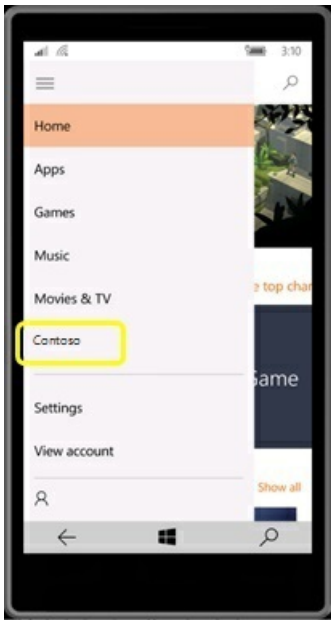 3:10
Home
Apps
Games
Music
Movies & TV
e top char
Contoso
Game
Settings
View account
Show all